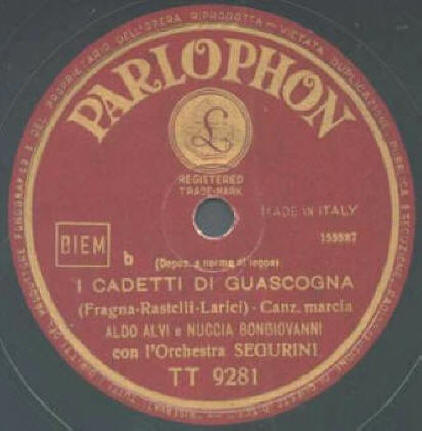 PARLOPHON
£
REGISTERED
TRADE-MARK
MADE IN ITALY
155587
BIEM
b
(Depos. a norma di legge)
I CADETTI DI GUASCOGNA
(Fragna-Rastelli-Larici) - Canz. marcia
ALDO ALVI e NUCCIA BONGIOVANNI
con l'Orchestra SEGURINI
TT 9281